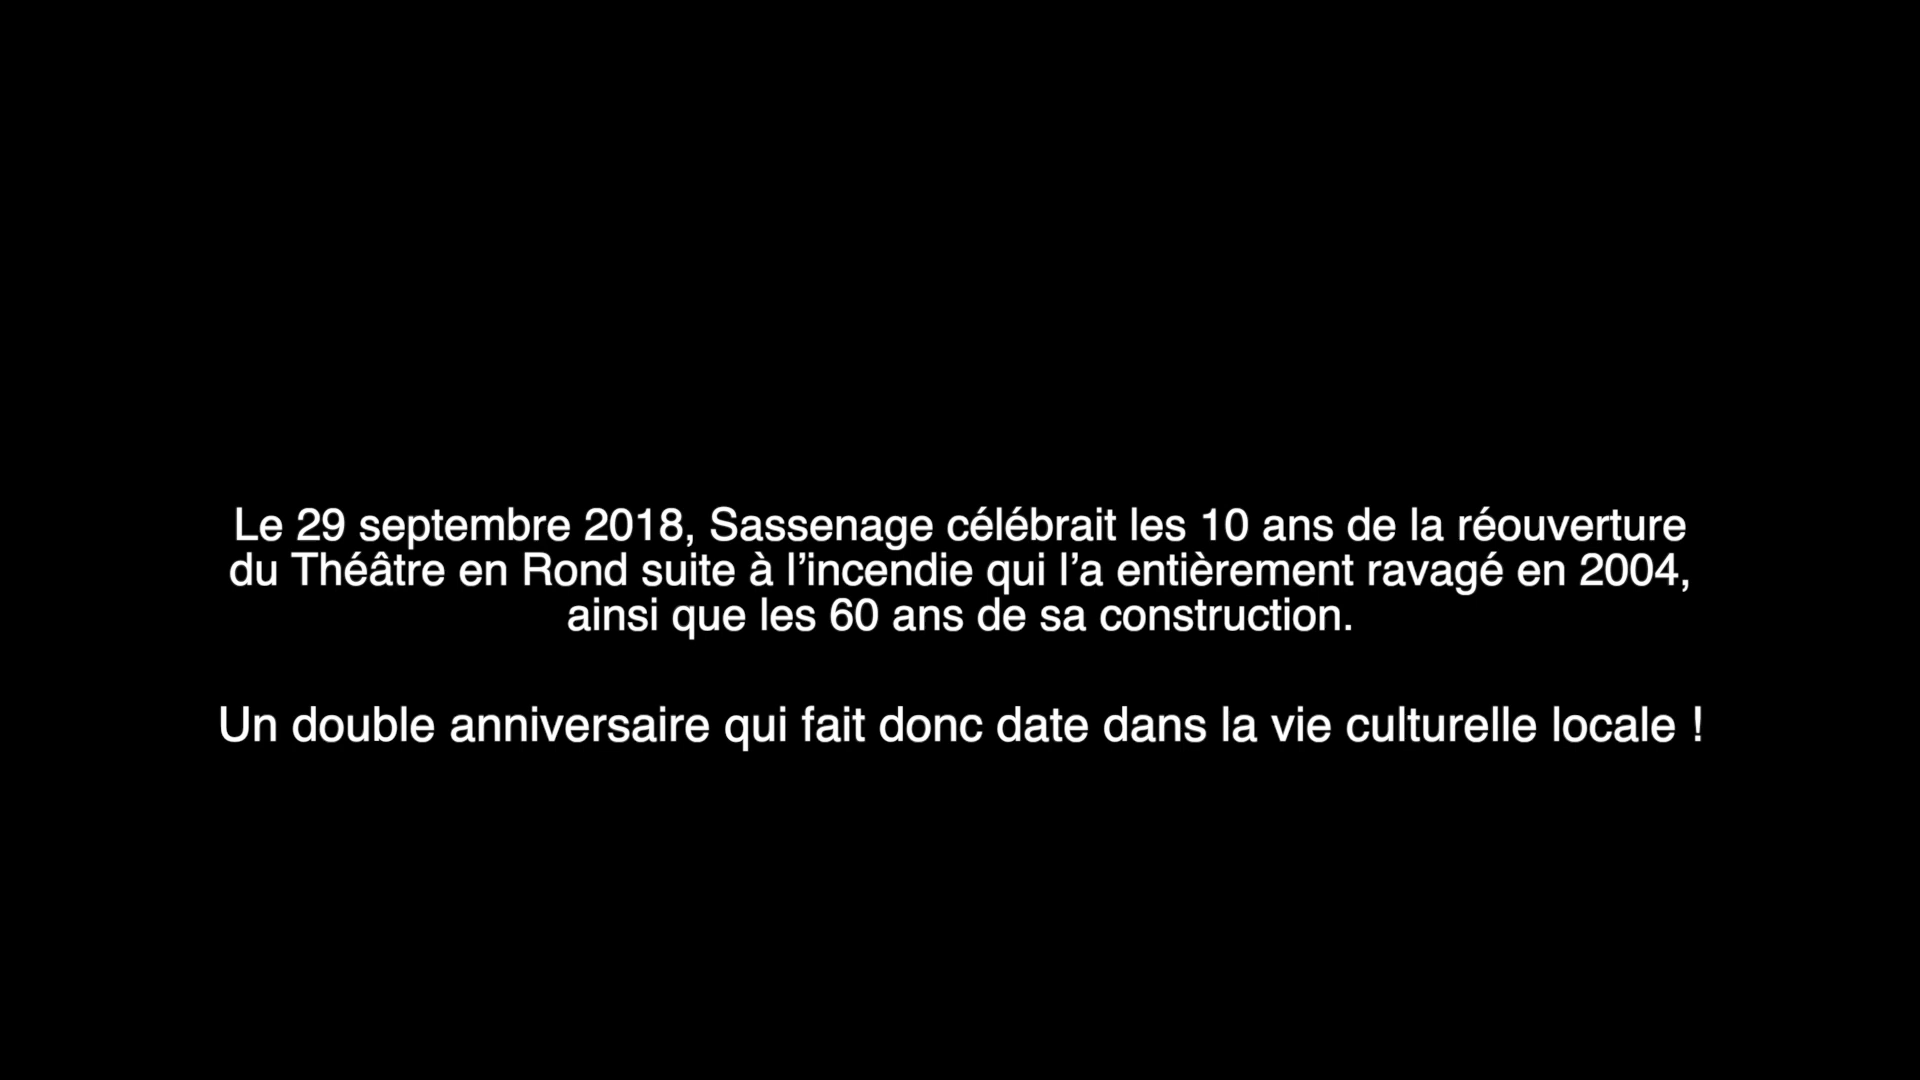 Le 29 septembre 2018, Sassenage célébrait les 10 ans de la réouverture
du Théâtre en Rond suite à l’incendie qui l’a entièrement ravagé en 2004,
ainsi que les 60 ans de sa construction.
Un double anniversaire qui fait donc date dans la vie culturelle locale !